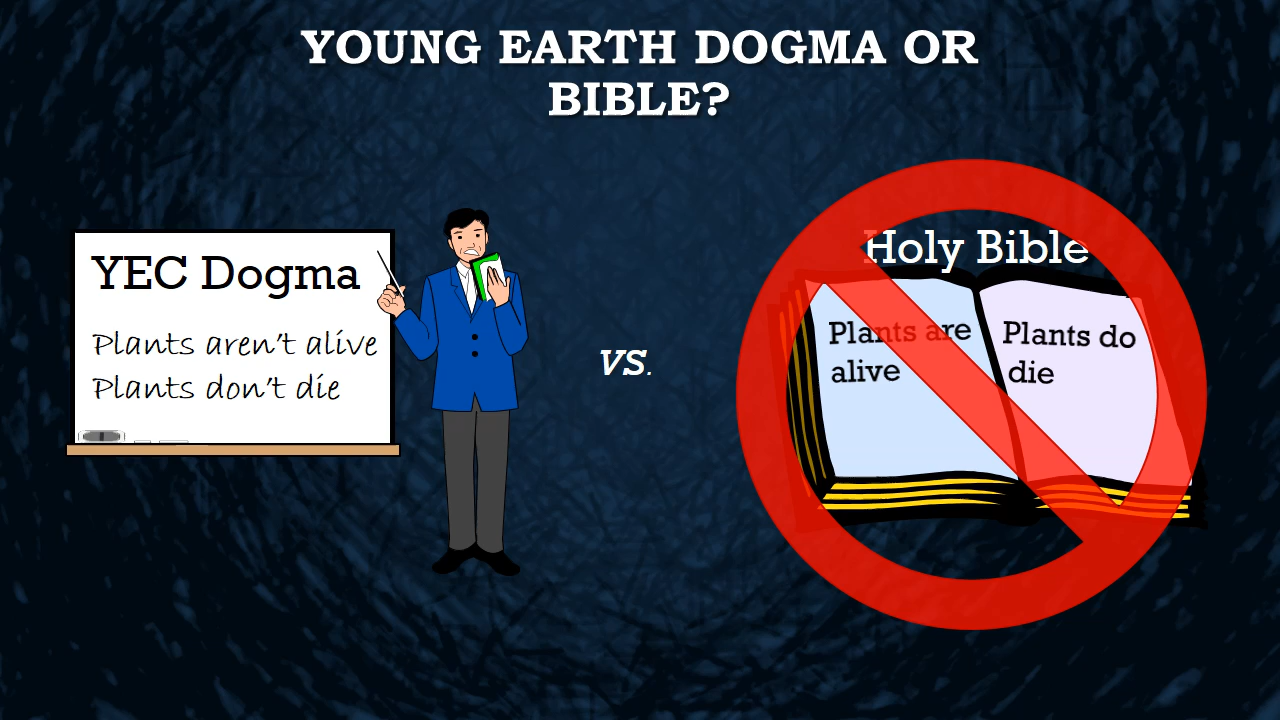 YOUNG EARTH DOGMA OR
BIBLE?
YEC Dogma
Plants aren't alive
Plants don't die
VS.
Holy Bible
Plants are
alive
Plants do
die